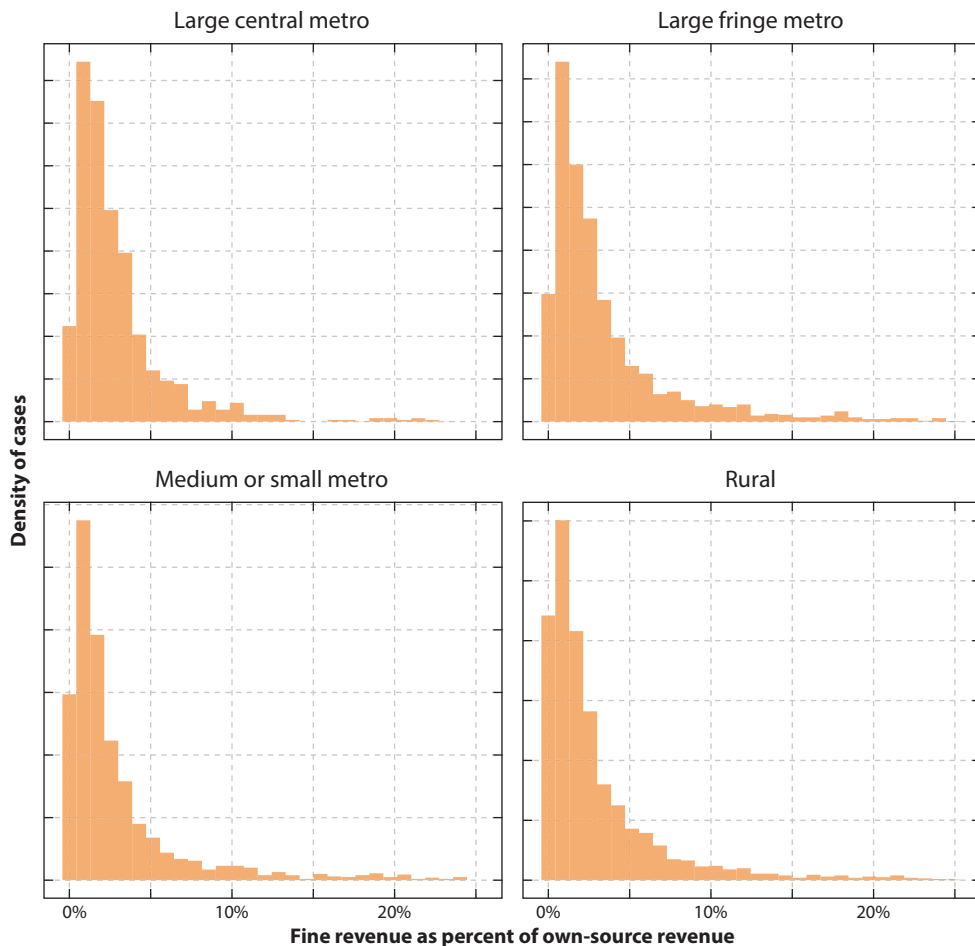 Large central metro
Large fringe metro
Density of cases
Medium or small metro
Rural
0%
10%
20%
0%
10%
20%
Fine revenue as percent of own-source revenue